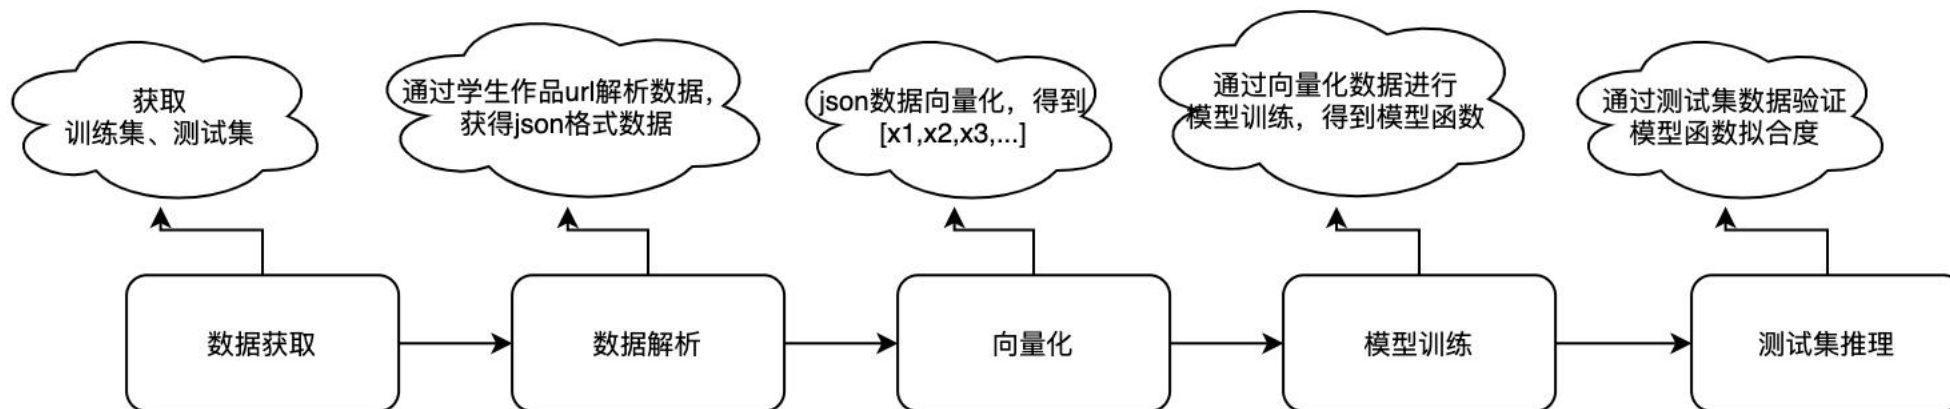 获取
训练集、测试集
通过学生作品url解析数据，
获得json格式数据
json数据向量化，得到
[x1,x2,x3,...]
通过向量化数据进行
模型训练，得到模型函数
通过测试集数据验证
模型函数拟合度
数据获取
数据解析
向量化
模型训练
测试集推理